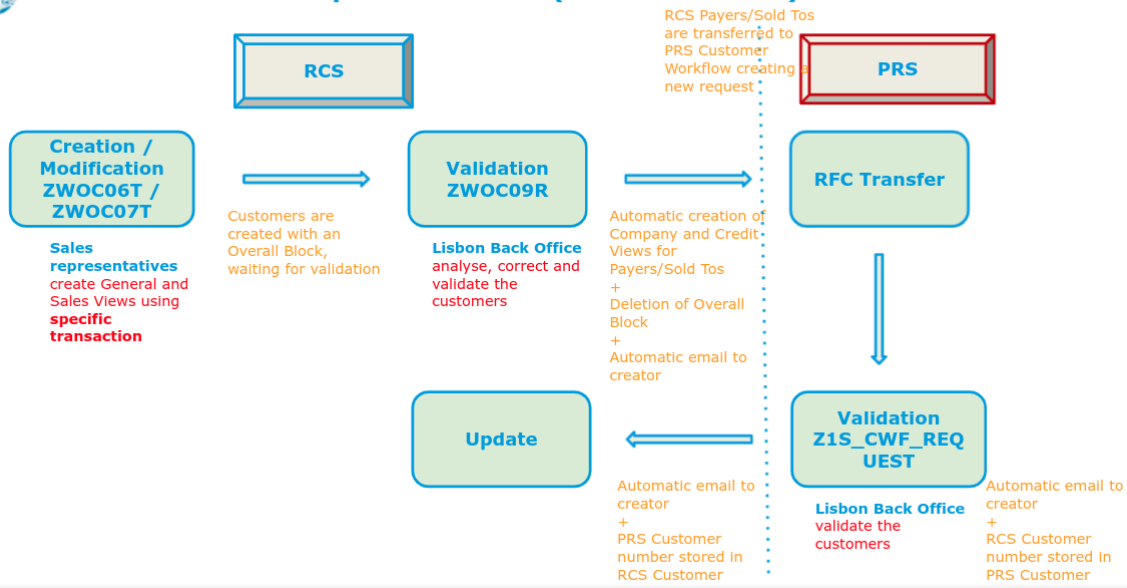 RCS Payers/Sold Tos
are transferred to
PRS Customer
Workflow creating a
new request
RCS
PRS
Creation /
Modification
ZWOC06T /
ZWOC07T
Validation
ZWOC09R
RFC Transfer
Customers are
created with an
Overall Block,
waiting for validation
Sales
representatives
create General and
Sales Views using
specific
transaction
Lisbon Back Office
analyse, correct and
validate the
customers
Automatic creation of
Company and Credit
Views for
Payers/Sold Tos
+
Deletion of Overall
Block
+
Automatic email to
creator
Update
Validation
Z1S_CWF_REQ
UEST
Automatic email to
creator
+
PRS Customer
number stored in
RCS Customer
Lisbon Back Office
validate the
customers
Automatic email to
creator
+
RCS Customer
number stored in
PRS Customer